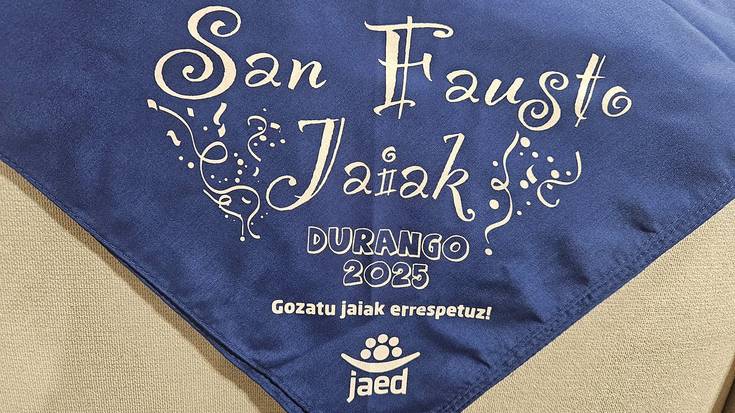 San Fausto
Jaiak
DURANGO
2025
Gozatu jaiak errespetuz!
jaed